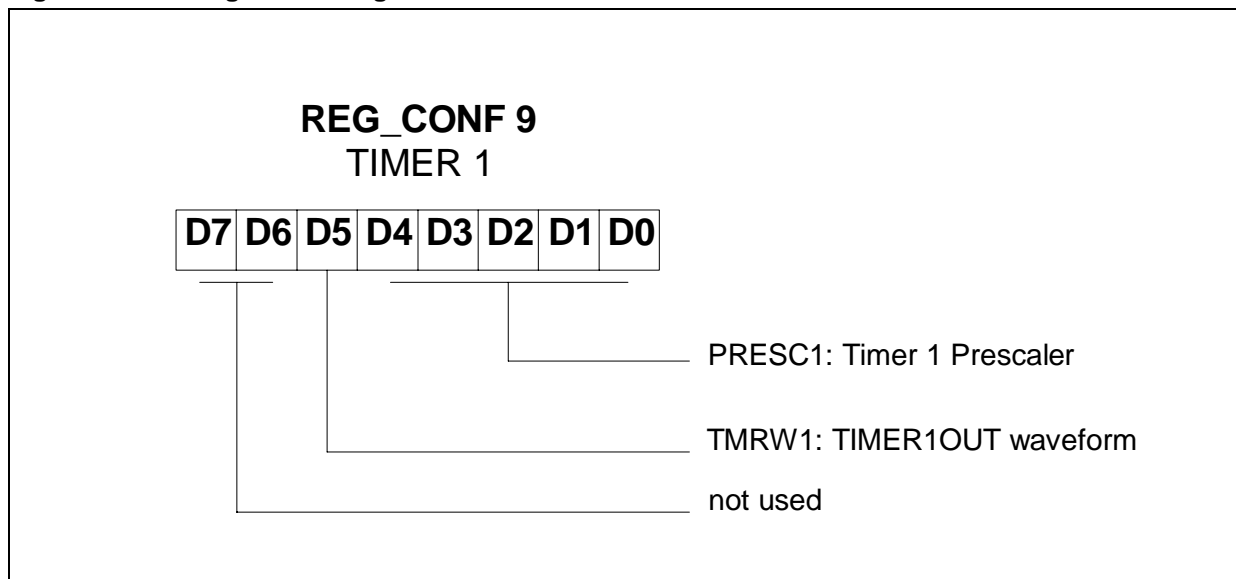 REG_CONF 9
TIMER 1
D7 D6 D5 D4 D3 D2 D1 D0
PRESC1: Timer 1 Prescaler
TMRW1: TIMER1OUT waveform
not used